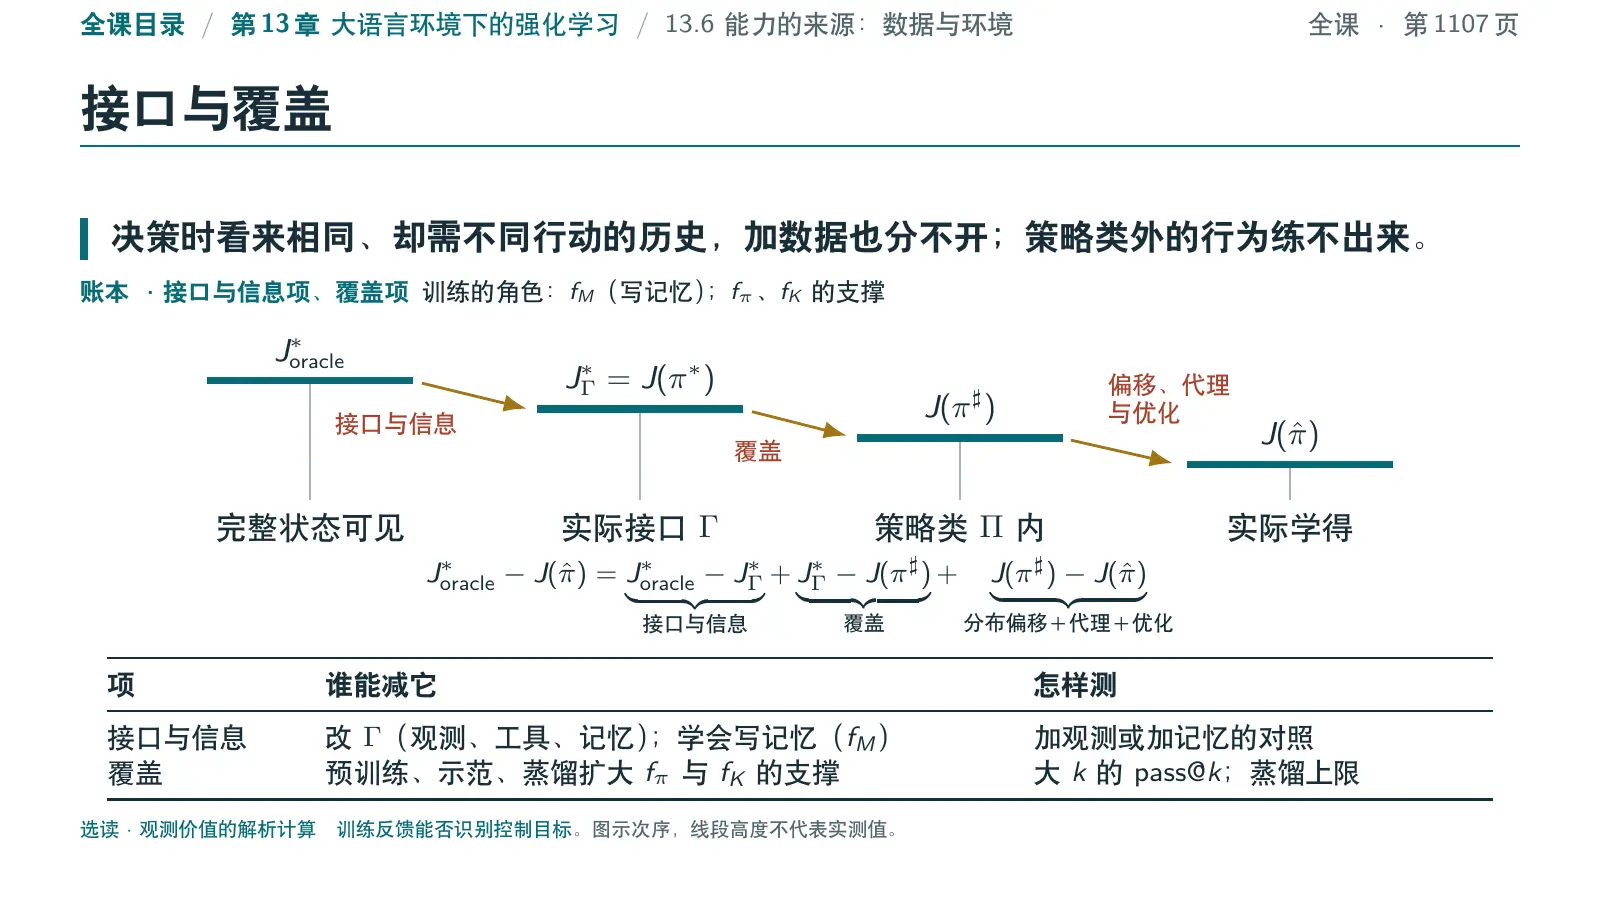 全课目录 / 第13章 大语言环境下的强化学习 / 13.6 能力的来源：数据与环境
全课 · 第1107页
接口与覆盖
决策时看来相同、却需不同行动的历史，加数据也分不开；策略类外的行为练不出来。
账本 · 接口与信息项、覆盖项 训练的角色：f_M（写记忆）；f_π、f_K 的支撑
J*_oracle
J*_Γ = J(π*)
J(π^♯)
J(π̂)
接口与信息
覆盖
偏移、代理
与优化
完整状态可见
实际接口 Γ
策略类 Π 内
实际学得
J*_oracle − J(π̂) = J*_oracle − J*_Γ + J*_Γ − J(π^♯) + J(π^♯) − J(π̂)
接口与信息 覆盖 分布偏移+代理+优化
项 谁能减它 怎样测
接口与信息 改 Γ（观测、工具、记忆）；学会写记忆（f_M） 加观测或加记忆的对照
覆盖 预训练、示范、蒸馏扩大 f_π 与 f_K 的支撑 大 k 的 pass@k；蒸馏上限
选读 · 观测价值的解析计算 训练反馈能否识别控制目标。图示次序，线段高度不代表实测值。